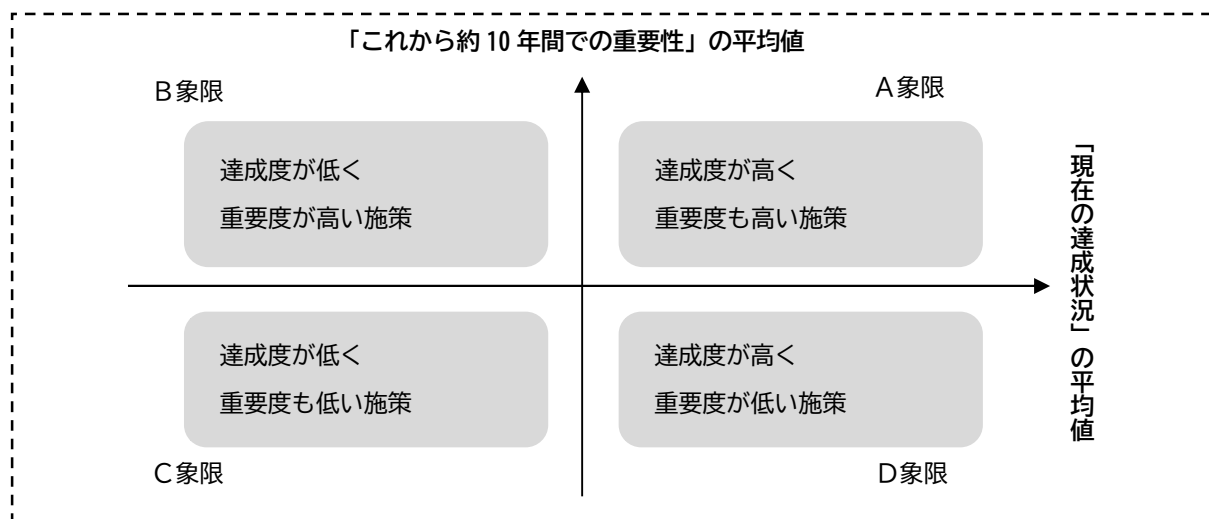 「これから約 10 年間での重要性」の平均値
B象限
A象限
達成度が低く
重要度が高い施策
達成度が高く
重要度も高い施策
「現在の達成状況」の平均値
達成度が低く
重要度も低い施策
達成度が高く
重要度が低い施策
C象限
D象限